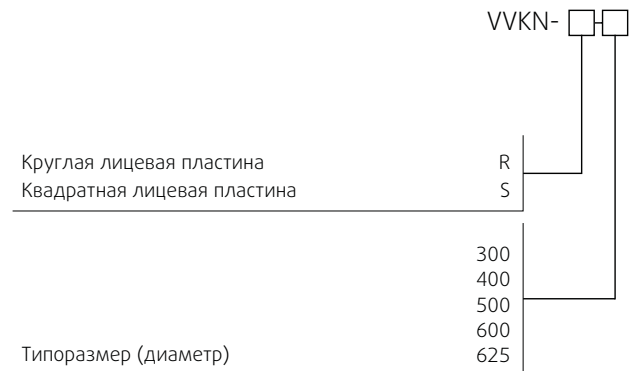 VVKN- -
Круглая лицевая пластина R
Квадратная лицевая пластина S
300
400
500
600
Типоразмер (диаметр) 625